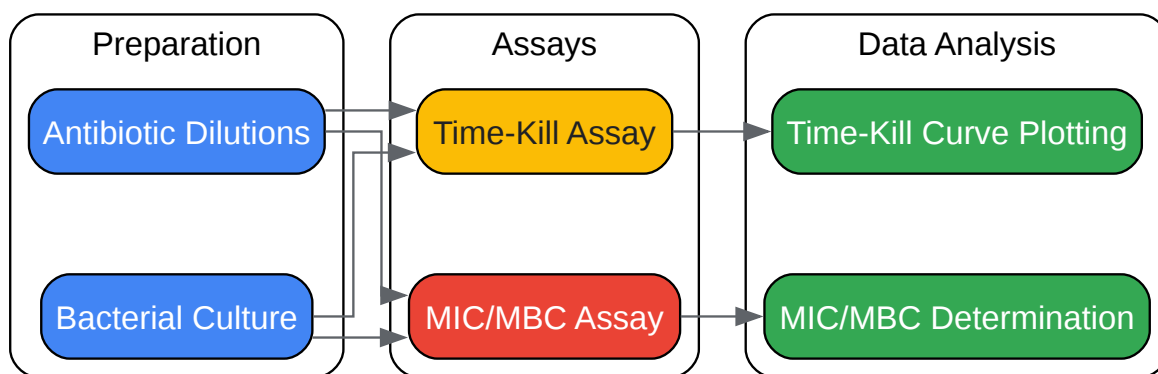 Preparation
Assays
Data Analysis
Antibiotic Dilutions
Time-Kill Assay
Time-Kill Curve Plotting
Bacterial Culture
MIC/MBC Assay
MIC/MBC Determination